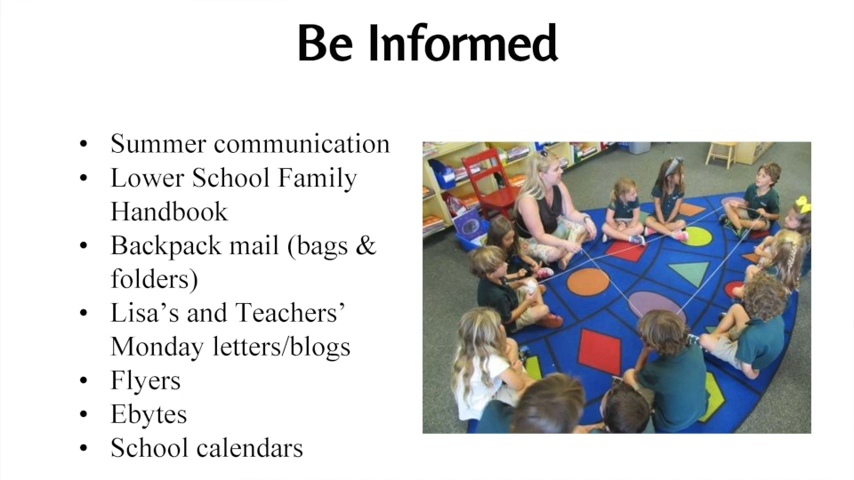 Be Informed
• Summer communication
• Lower School Family
Handbook
• Backpack mail (bags &
folders)
• Lisa’s and Teachers’
Monday letters/blogs
• Flyers
• Ebytes
• School calendars